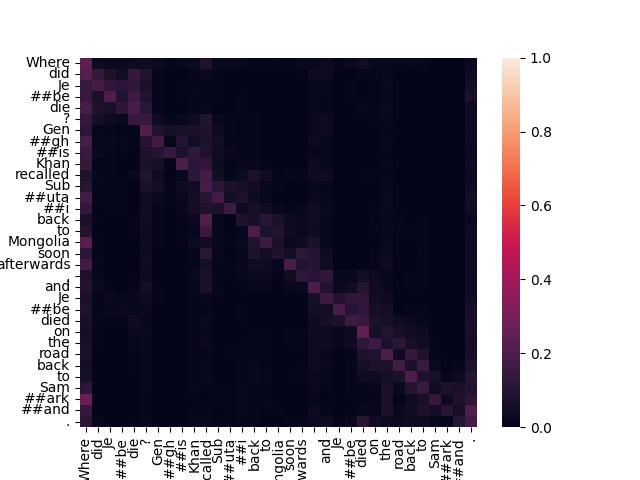 Where
did
Je
##be
die
?
Gen
##gh
##is
Khan
recalled
Sub
##uta
##i
back
to
Mongolia
soon
afterwards
and
Je
##be
died
on
the
road
back
to
Sam
##ark
##and
.
1.0
0.8
0.6
0.4
0.2
0.0
Where
did
Je
##be
die
?
Gen
##gh
##is
Khan
called
Sub
##uta
##i
back
to
ngolia
soon
wards
and
Je
##be
died
on
the
road
back
to
Sam
##ark
##and
.